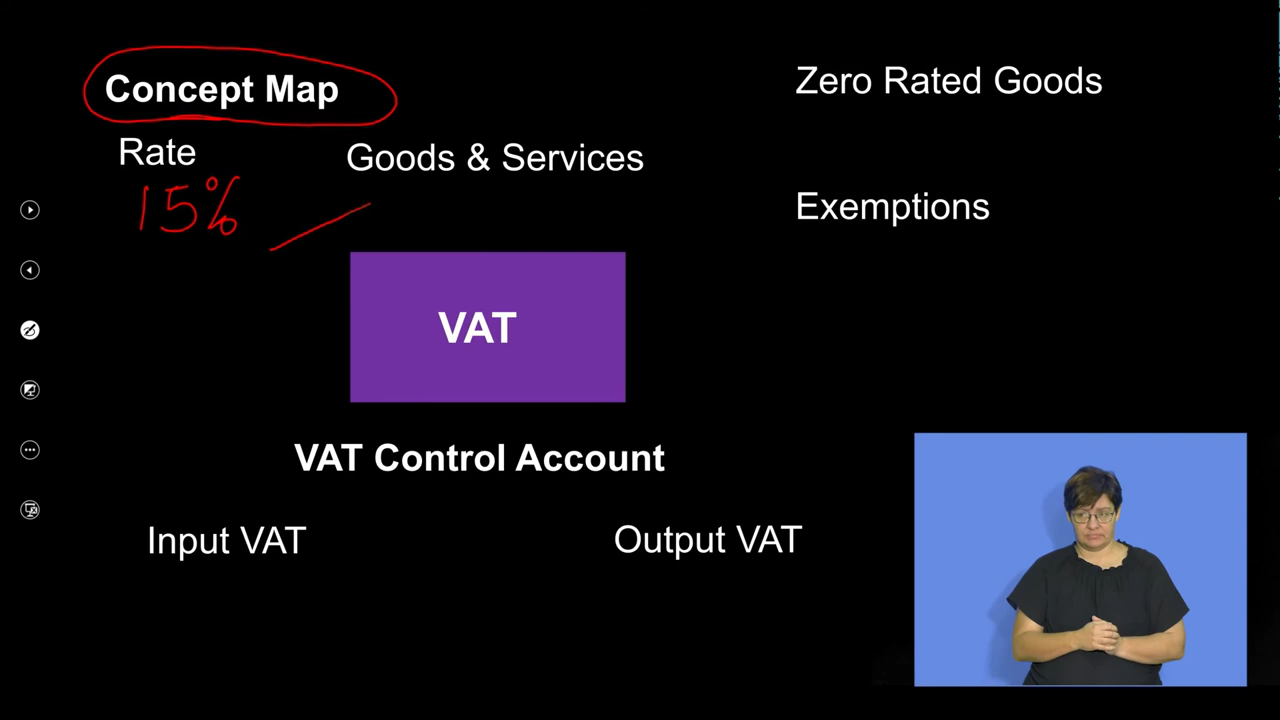 Concept Map
Zero Rated Goods
Rate
Goods & Services
15%
Exemptions
VAT
VAT Control Account
Input VAT
Output VAT